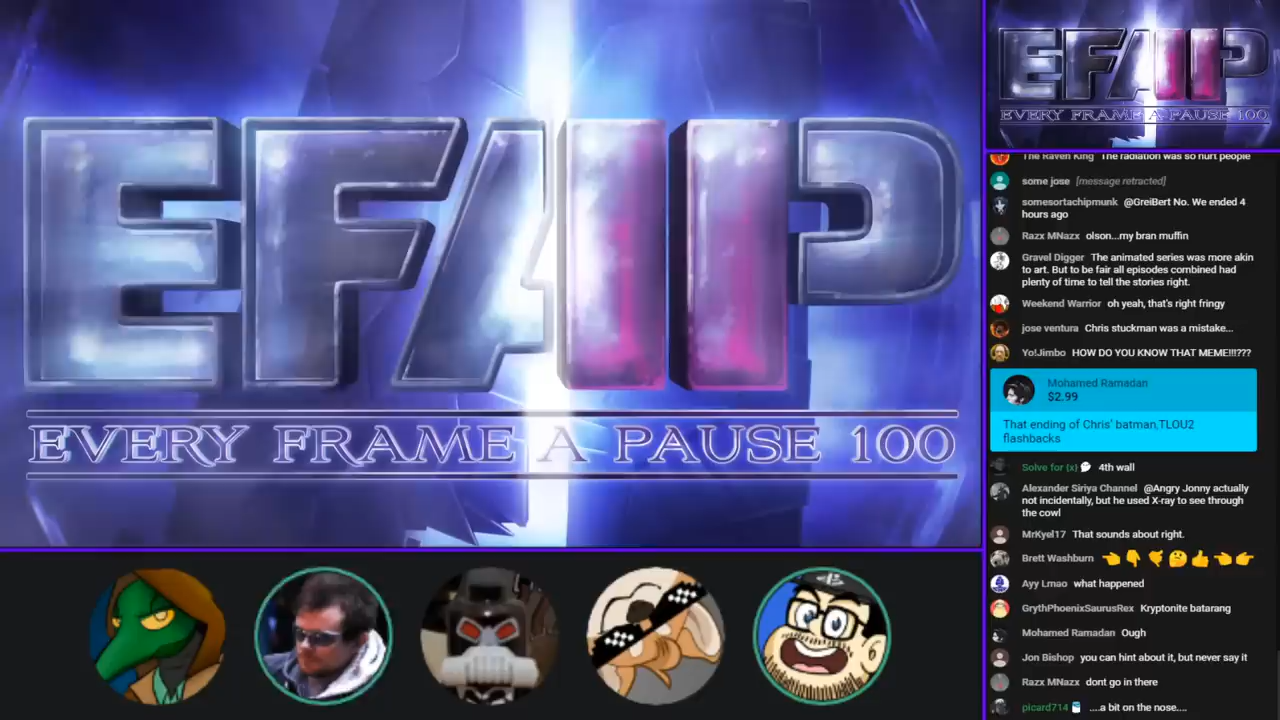 EFAP
EVERY FRAME A PAUSE 100
EFAP
EVERY FRAME A PAUSE 100
The Raven King The radiation was so hurt people
some jose [message retracted]
somesortachipmunk @GreiBert No. We ended 4
hours ago
Razx MNazx olson...my bran muffin
Gravel Digger The animated series was more akin
to art. But to be fair all episodes combined had
plenty of time to tell the stories right.
Weekend Warrior oh yeah, that's right fringy
jose ventura Chris stuckman was a mistake...
Yo!Jimbo HOW DO YOU KNOW THAT MEME!!!???
Mohamed Ramadan
$2.99
That ending of Chris' batman,TLOU2
flashbacks
Solve for {x} 4th wall
Alexander Siriya Channel @Angry Jonny actually
not incidentally, but he used X-ray to see through
the cowl
MrKyel17 That sounds about right.
Brett Washburn 👈👇🤙🤔👍👈👉
Ayy Lmao what happened
GrythPhoenixSaurusRex Kryptonite batarang
Mohamed Ramadan Ough
Jon Bishop you can hint about it, but never say it
Razx MNazx dont go in there
picard714 ....a bit on the nose....